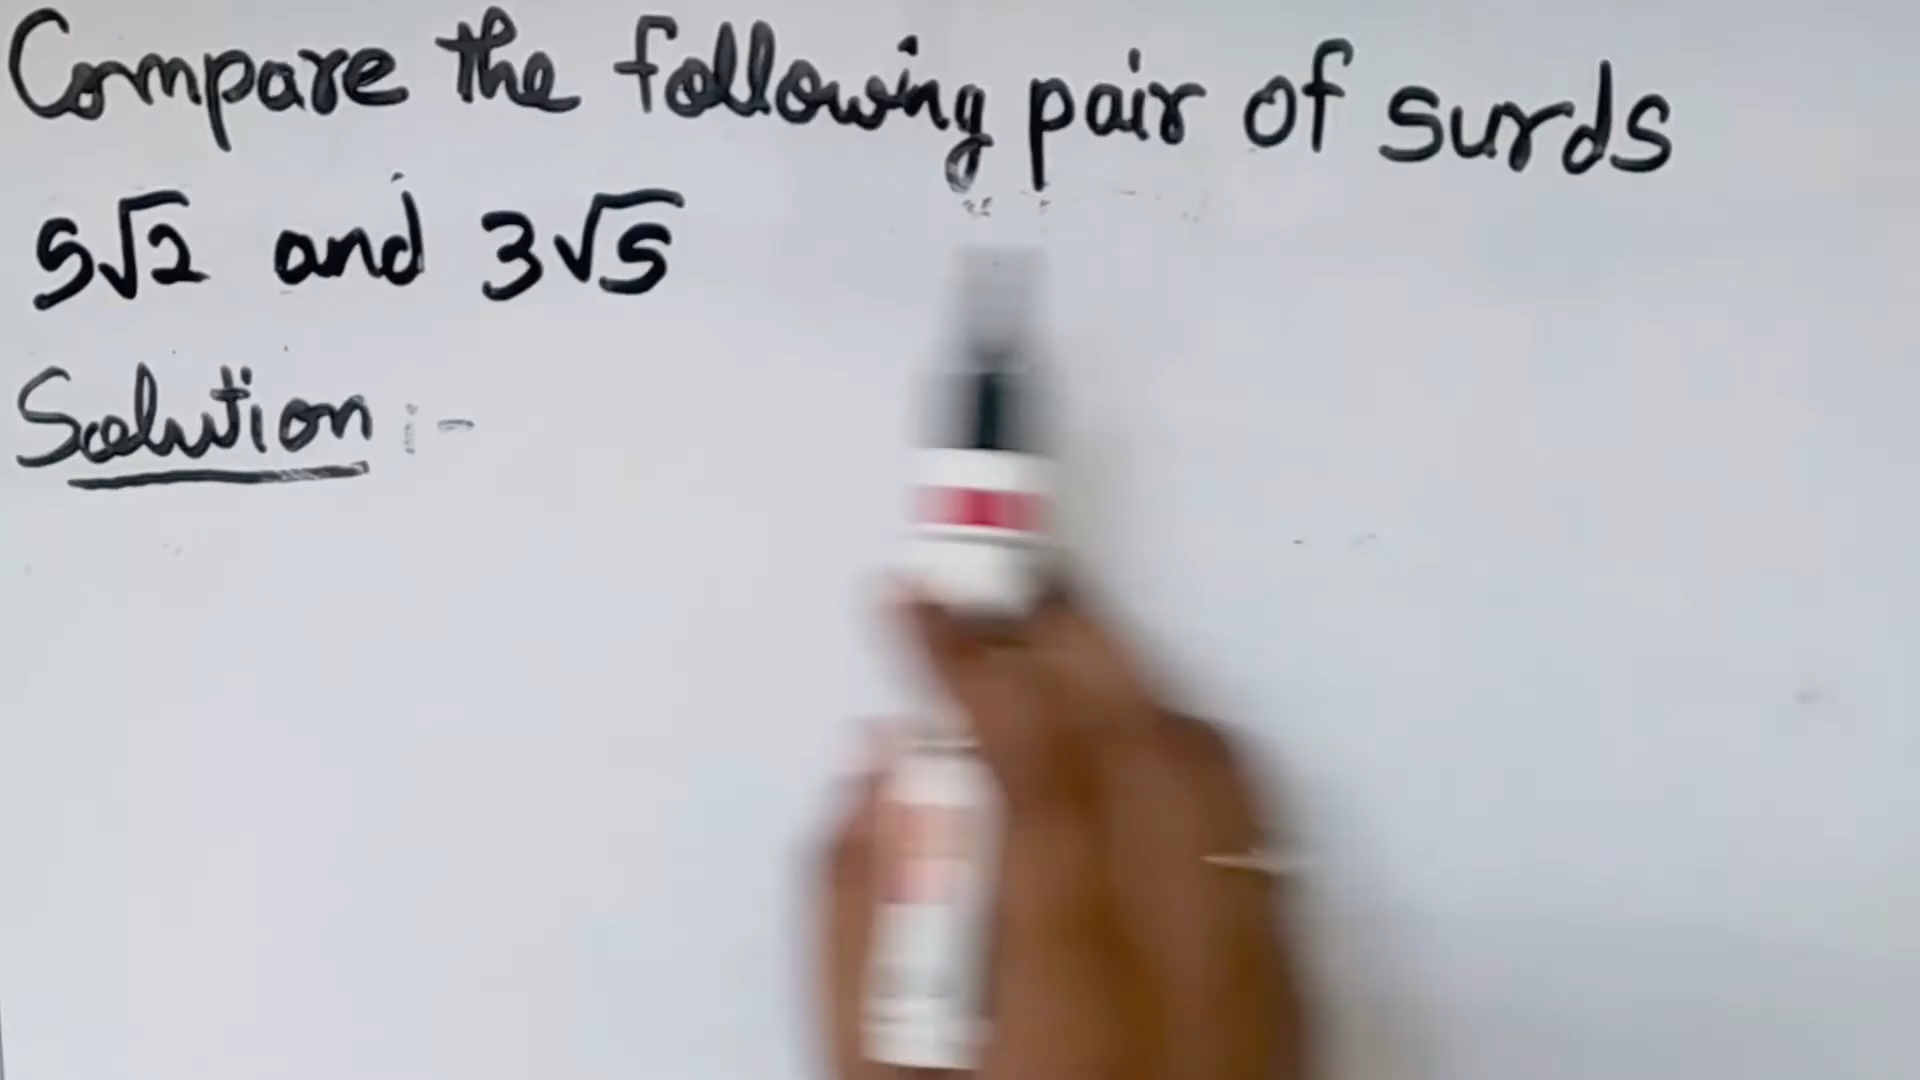 Compare the following pair of surds
5√2 and 3√5
Solution :-